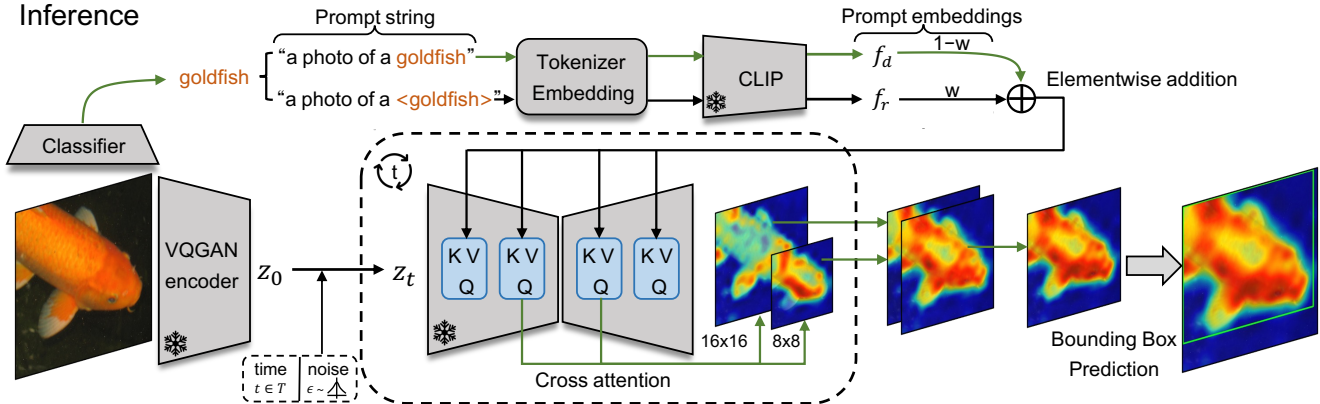 Inference
Prompt string
Prompt embeddings
goldfish
“a photo of a goldfish”
“a photo of a <goldfish>”
Tokenizer
Embedding
CLIP
f_d
1−w
f_r
w
Elementwise addition
Classifier
t
VQGAN
encoder
z_0
z_t
K V
Q
K V
Q
K V
Q
K V
Q
16x16
8x8
Cross attention
time
t ∈ T
noise
ϵ ~
Bounding Box
Prediction